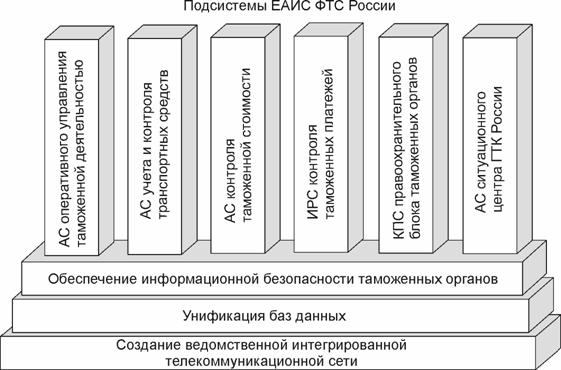 Подсистемы ЕАИС ФТС России
АС оперативного управления
таможенной деятельностью
АС учета и контроля
транспортных средств
АС контроля
таможенной стоимости
ИРС контроля
таможенных платежей
КПС правоохранительного
блока таможенных органов
АС ситуационного
центра ГТК России
Обеспечение информационной безопасности таможенных органов
Унификация баз данных
Создание ведомственной интегрированной
телекоммуникационной сети